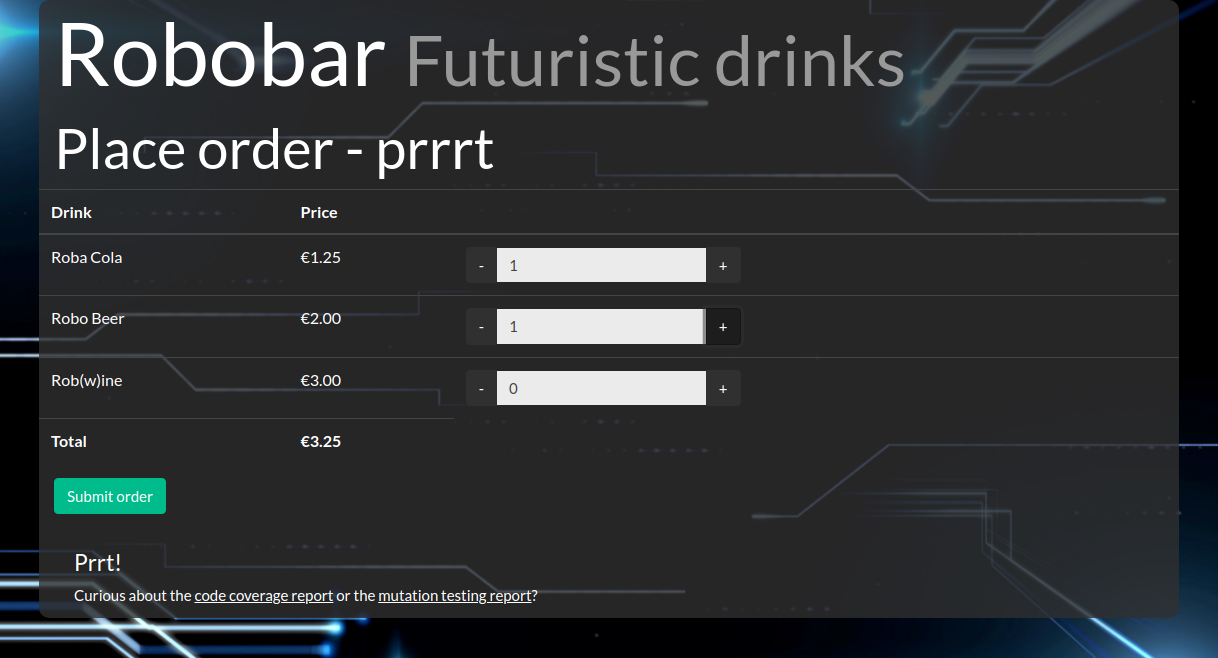 Robobar Futuristic drinks
Place order - prrrt
Drink Price
Roba Cola €1.25 - 1 +
Robo Beer €2.00 - 1 +
Rob(w)ine €3.00 - 0 +
Total €3.25
Submit order
Prrt!
Curious about the code coverage report or the mutation testing report?